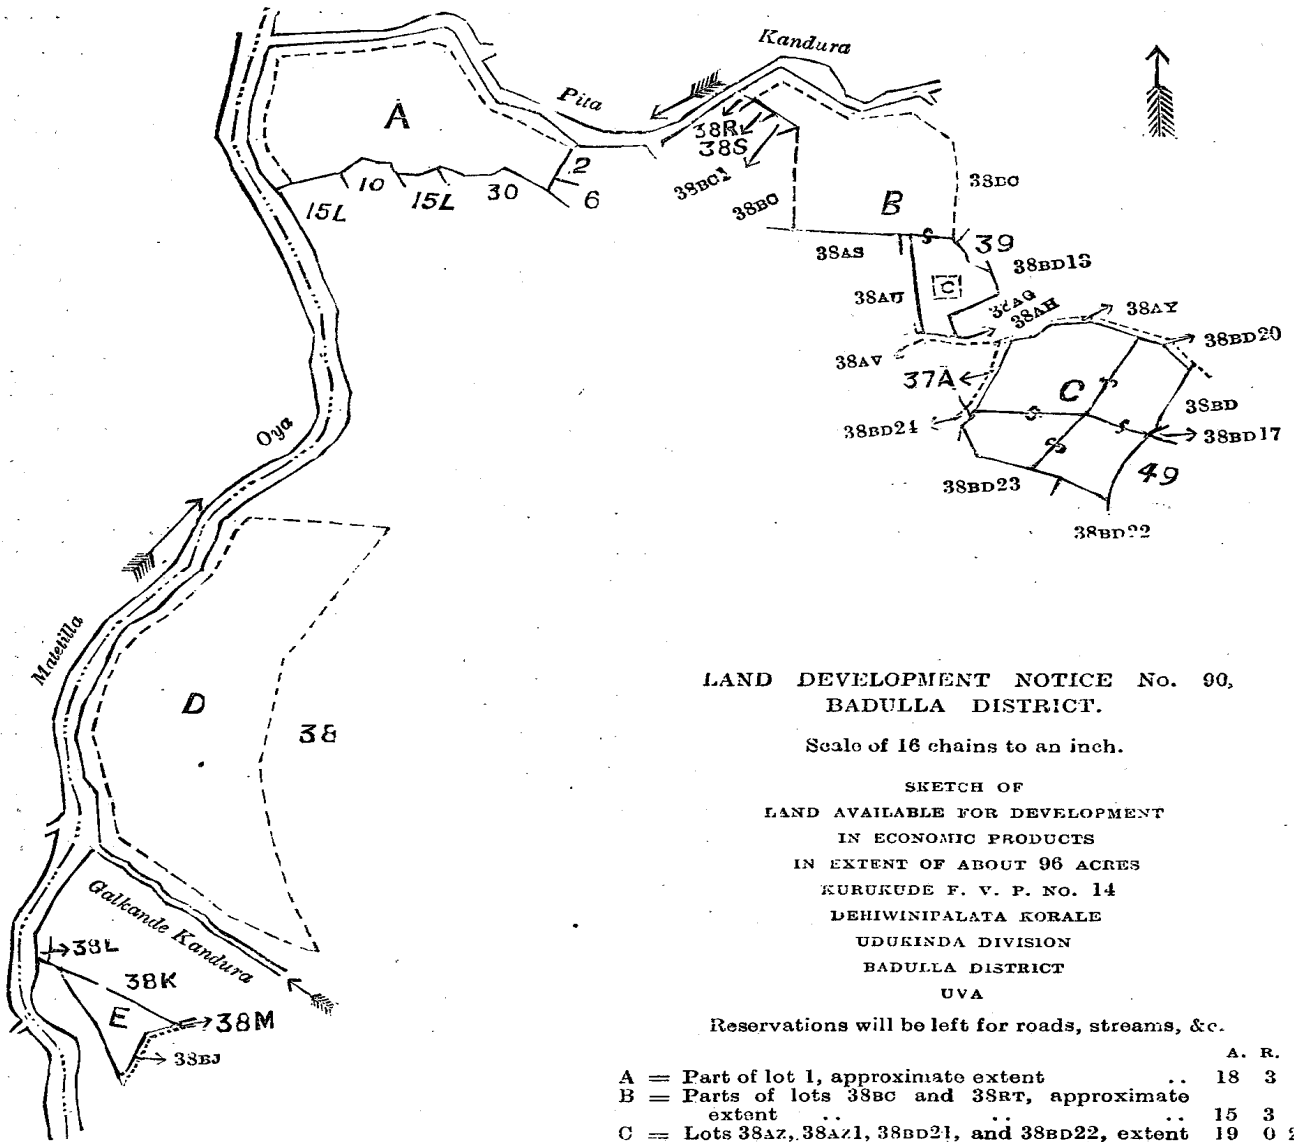 Kandura
Pita
A
38R
38S
38BC1
38BC
38BC
2
6
10
15L
15L
30
B
39
38AS
38BD13
38AU
C
38AG
38AH
38AY
38AV
38BD20
37A
C
38BD
38BD21
38BD17
49
38BD23
38BD22
Oya
Matetilla
D
38
Galkande Kandura
38L
38K
E
38M
38BJ
LAND DEVELOPMENT NOTICE No. 90,
BADULLA DISTRICT.
Scale of 16 chains to an inch.
SKETCH OF
LAND AVAILABLE FOR DEVELOPMENT
IN ECONOMIC PRODUCTS
IN EXTENT OF ABOUT 96 ACRES
KURUKUDE F. V. P. NO. 14
DEHIWINIPALATA KORALE
UDUKINDA DIVISION
BADULLA DISTRICT
UVA
Reservations will be left for roads, streams, &c.
A. R.
A = Part of lot 1, approximate extent .. 18 3
B = Parts of lots 38BC and 38RT, approximate
extent .. .. .. 15 3
C = Lots 38AZ, 38AZ1, 38BD21, and 38BD22, extent 19 0